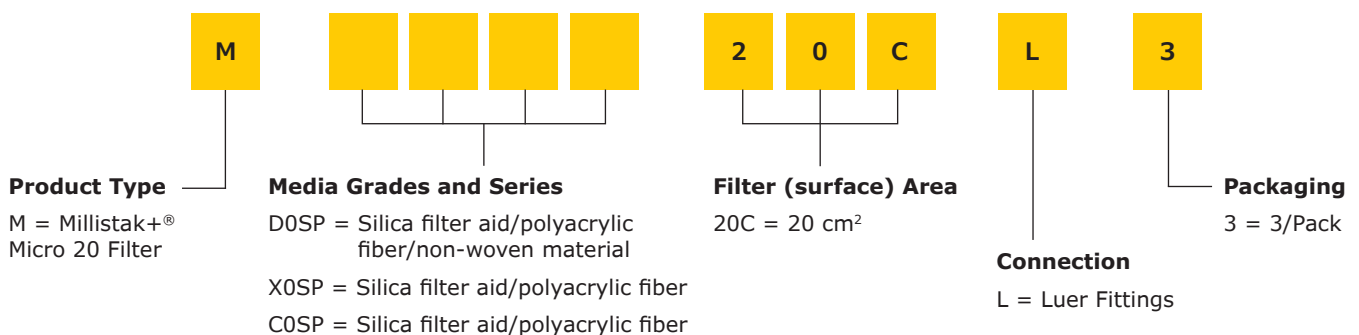 M 2 0 C L 3
Product Type
M = Millistak+®
Micro 20 Filter
Media Grades and Series
D0SP = Silica filter aid/polyacrylic
fiber/non-woven material
X0SP = Silica filter aid/polyacrylic fiber
C0SP = Silica filter aid/polyacrylic fiber
Filter (surface) Area
20C = 20 cm²
Connection
L = Luer Fittings
Packaging
3 = 3/Pack